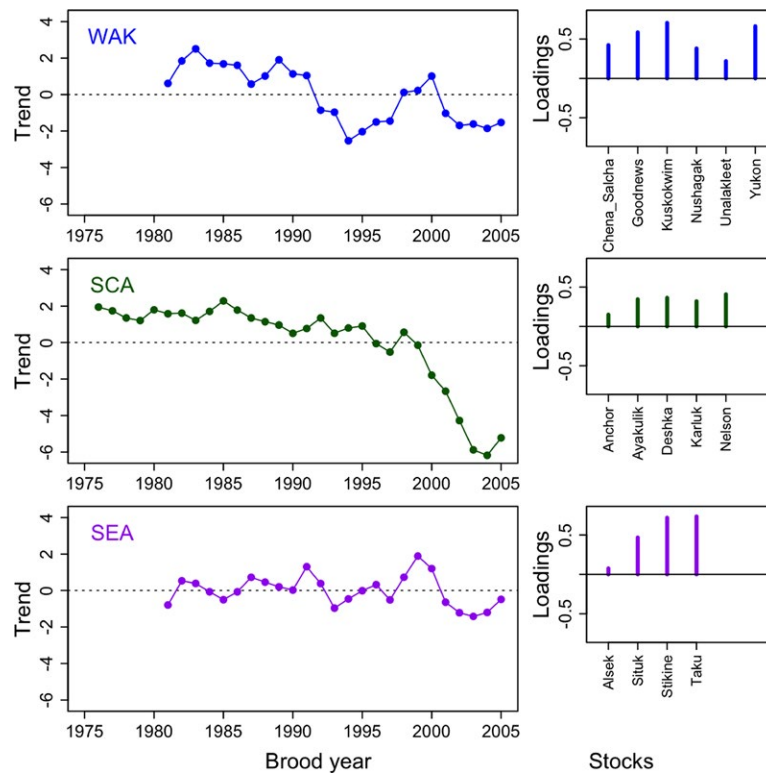 WAK
Trend
4
2
0
-2
-4
-6
1975 1980 1985 1990 1995 2000 2005
Loadings
0.5
-0.5
Chena_Salcha
Goodnews
Kuskokwim
Nushagak
Unalakleet
Yukon
SCA
Trend
4
2
0
-2
-4
-6
1975 1980 1985 1990 1995 2000 2005
Loadings
0.5
-0.5
Anchor
Ayakulik
Deshka
Karluk
Nelson
SEA
Trend
4
2
0
-2
-4
-6
1975 1980 1985 1990 1995 2000 2005
Brood year
Loadings
0.5
-0.5
Alsek
Situk
Stikine
Taku
Stocks